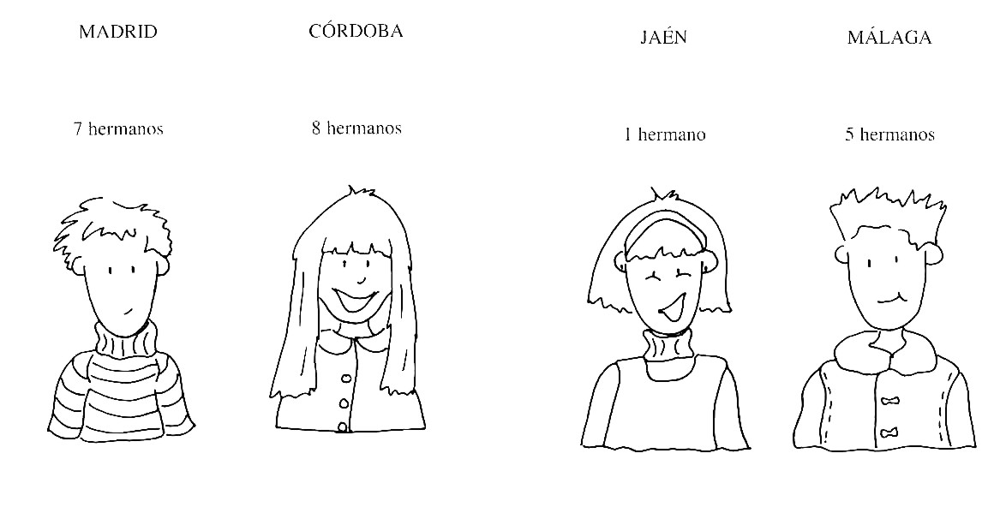 MADRID
CÓRDOBA
JAÉN
MÁLAGA
7 hermanos
8 hermanos
1 hermano
5 hermanos